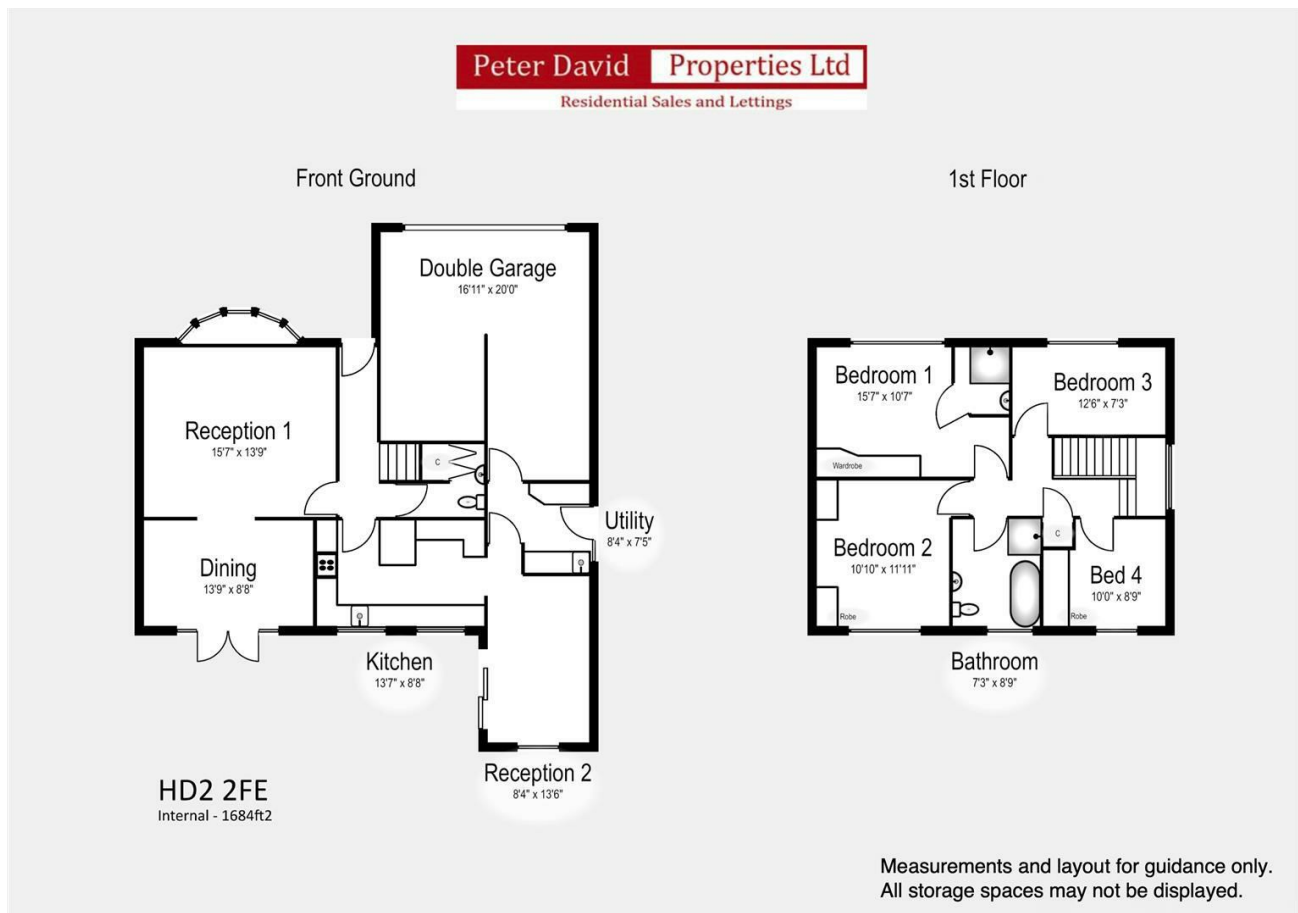 Peter David Properties Ltd
Residential Sales and Lettings
Front Ground
1st Floor
Double Garage
16'11" x 20'0"
Reception 1
15'7" x 13'9"
C
Utility
8'4" x 7'5"
Dining
13'9" x 8'8"
Kitchen
13'7" x 8'8"
Reception 2
8'4" x 13'6"
Bedroom 1
15'7" x 10'7"
Wardrobe
Bedroom 3
12'6" x 7'3"
Bedroom 2
10'10" x 11'11"
Robe
C
Bed 4
10'0" x 8'9"
Robe
Bathroom
7'3" x 8'9"
HD2 2FE
Internal - 1684ft2
Measurements and layout for guidance only.
All storage spaces may not be displayed.